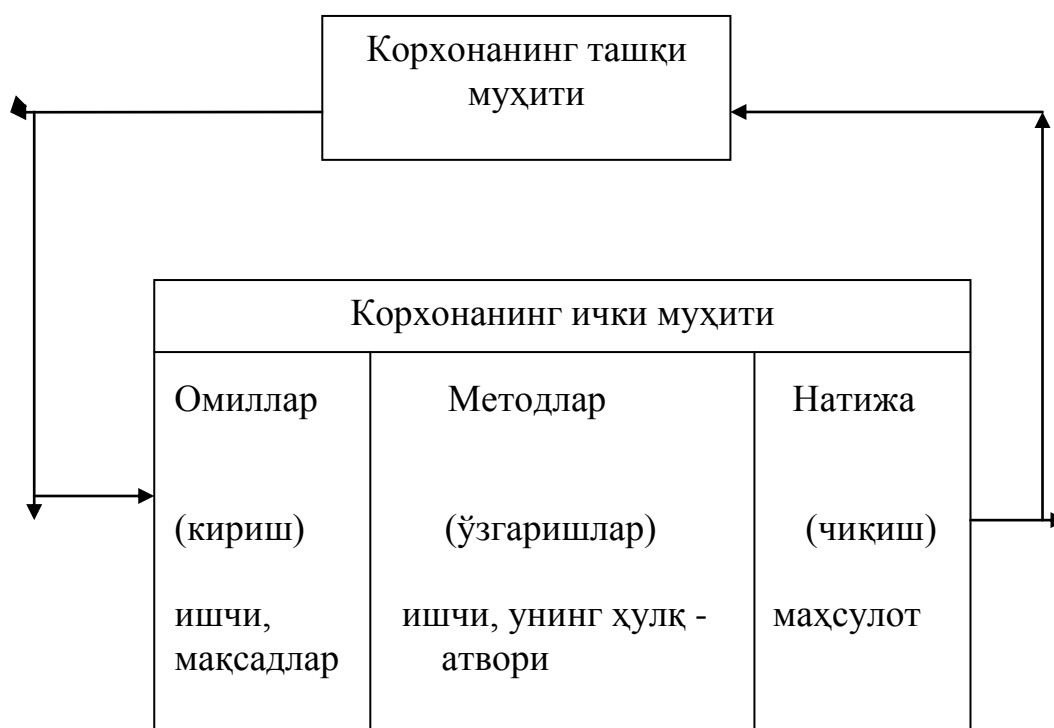 Корхонанинг ташқи
муҳити
Корхонанинг ички муҳити
Омиллар
Методлар
Натижа
(кириш)
(ўзгаришлар)
(чиқиш)
ишчи,
мақсадлар
ишчи, унинг ҳулқ -
атвори
маҳсулот